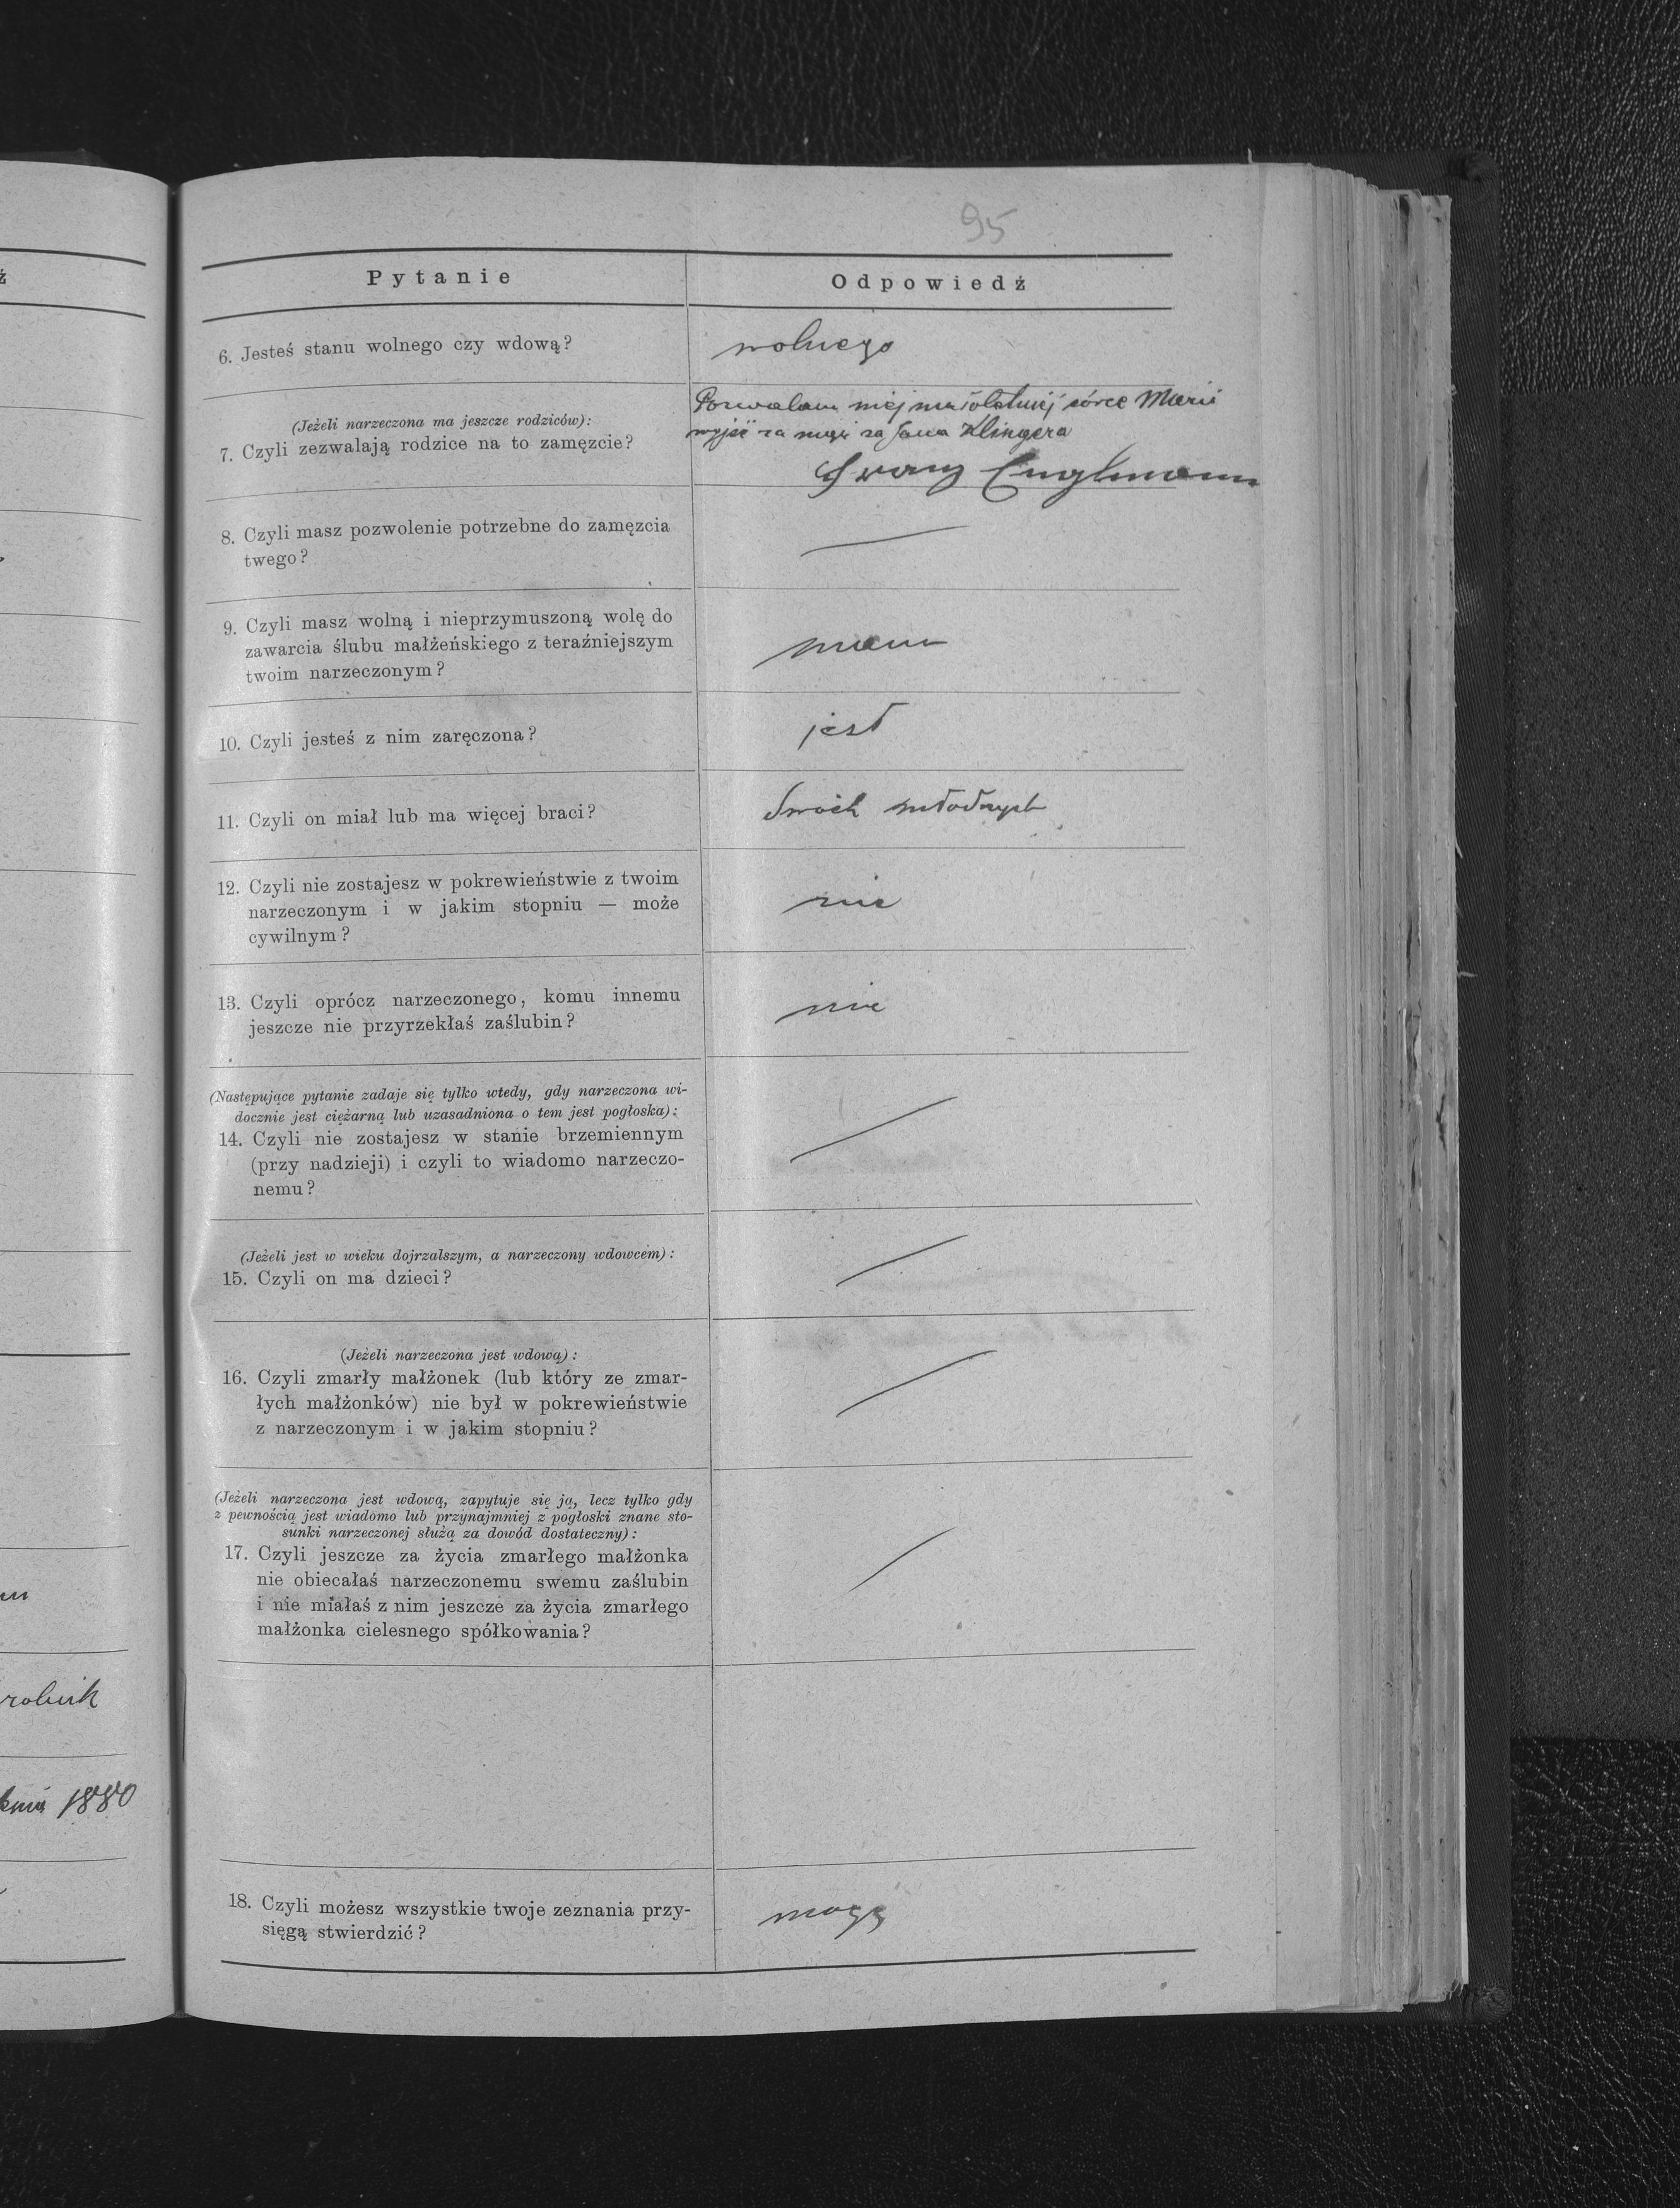 95
ź
Pytanie
Odpowiedź
6. Jesteś stanu wolnego czy wdową?
wolnego
(Jeżeli narzeczona ma jeszcze rodziców):
7. Czyli zezwalają rodzice na to zamęzcie?
Pozwalam mej małoletniej córce Marii
wyjść za mąż za Jana Klingera
Franz Englmann
8. Czyli masz pozwolenie potrzebne do zamęzcia
twego?
9. Czyli masz wolną i nieprzymuszoną wolę do
zawarcia ślubu małżeńskiego z teraźniejszym
twoim narzeczonym?
mam
10. Czyli jesteś z nim zaręczona?
jest
11. Czyli on miał lub ma więcej braci?
12. Czyli nie zostajesz w pokrewieństwie z twoim
narzeczonym i w jakim stopniu — może
cywilnym?
nie
13. Czyli oprócz narzeczonego, komu innemu
jeszcze nie przyrzekłaś zaślubin?
nie
(Następujące pytanie zadaje się tylko wtedy, gdy narzeczona wi-
docznie jest ciężarną lub uzasadniona o tem jest pogłoska):
14. Czyli nie zostajesz w stanie brzemiennym
(przy nadzieji) i czyli to wiadomo narzeczo-
nemu?
(Jeżeli jest w wieku dojrzalszym, a narzeczony wdowcem):
15. Czyli on ma dzieci?
(Jeżeli narzeczona jest wdową):
16. Czyli zmarły małżonek (lub który ze zmar-
łych małżonków) nie był w pokrewieństwie
z narzeczonym i w jakim stopniu?
(Jeżeli narzeczona jest wdową, zapytuje się ją, lecz tylko gdy
z pewnością jest wiadomo lub przynajmniej z pogłoski znane sto-
sunki narzeczonej służą za dowód dostateczny):
17. Czyli jeszcze za życia zmarłego małżonka
nie obiecałaś narzeczonemu swemu zaślubin
i nie miałaś z nim jeszcze za życia zmarłego
małżonka cielesnego spółkowania?
1880
18. Czyli możesz wszystkie twoje zeznania przy-
sięgą stwierdzić?
mogę